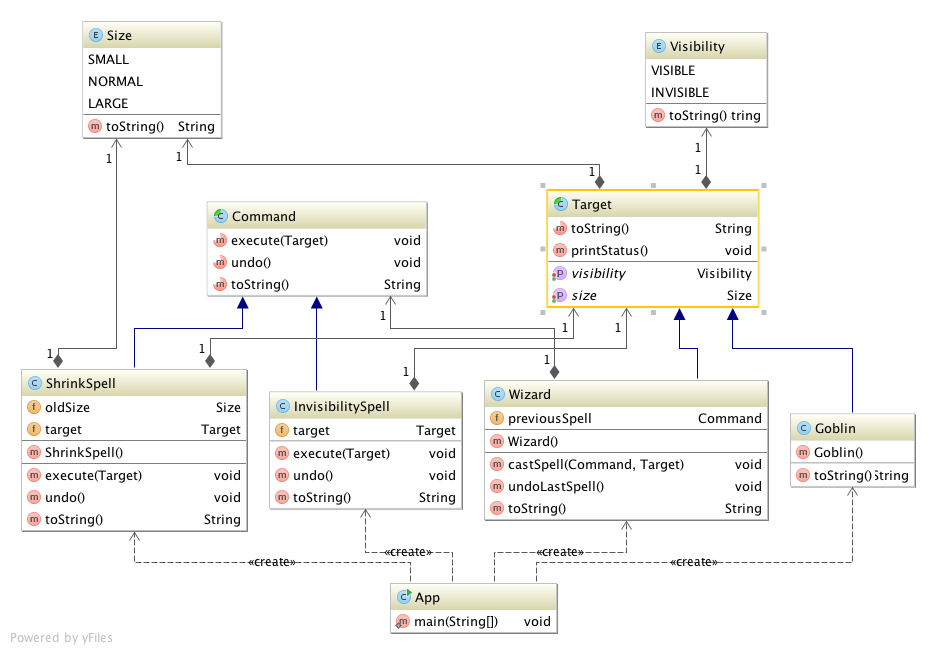 Size
SMALL
NORMAL
LARGE
toString() String
Visibility
VISIBLE
INVISIBLE
toString() tring
1
1
1
1
1
Command
execute(Target) void
undo() void
toString() String
Target
toString() String
printStatus() void
visibility Visibility
size Size
1
1
1
1
1
1
1
ShrinkSpell
oldSize Size
target Target
ShrinkSpell()
execute(Target) void
undo() void
toString() String
InvisibilitySpell
target Target
execute(Target) void
undo() void
toString() String
Wizard
previousSpell Command
Wizard()
castSpell(Command, Target) void
undoLastSpell() void
toString() String
Goblin
Goblin()
toString() String
«create»
«create»
«create»
«create»
App
main(String[]) void
Powered by yFiles